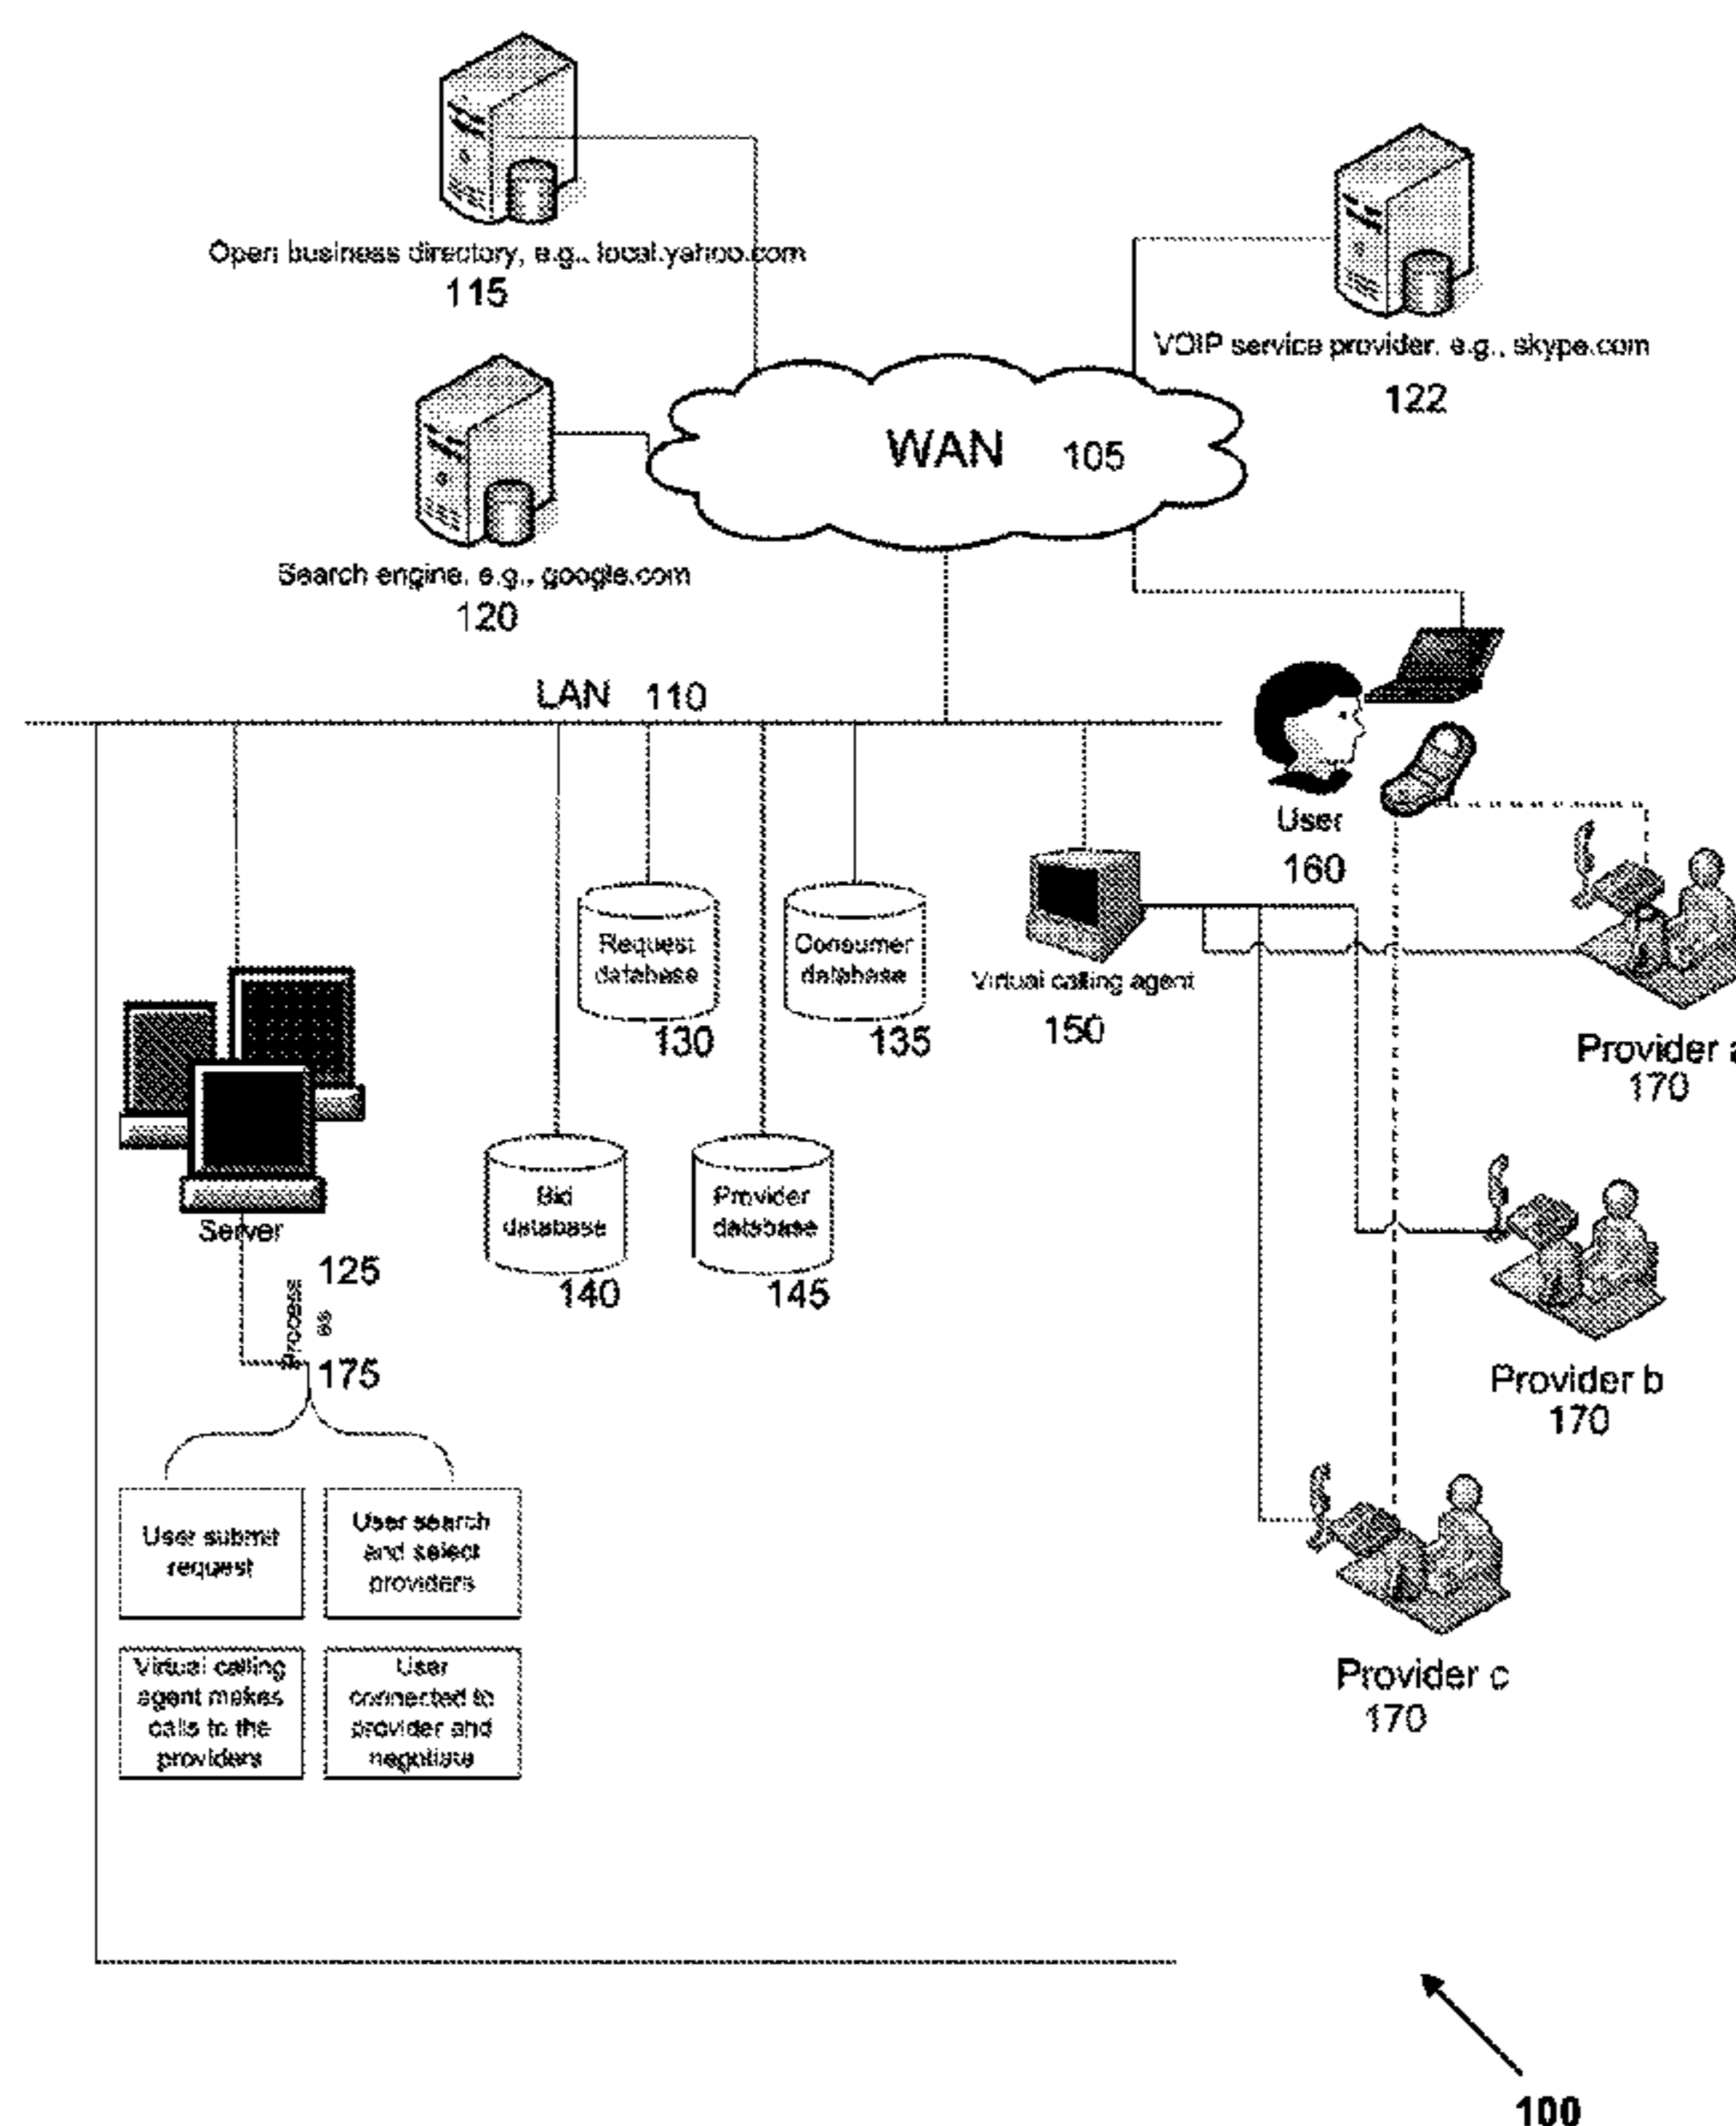 Open business directory, e.g., local.yahoo.com
115
VOIP service provider, e.g., skype.com
122
WAN 105
Search engine, e.g., google.com
120
LAN 110
User
160
Request
database
130
Consumer
database
135
Virtual calling agent
150
Provider a
170
Server
125
Process
es
175
Bid
database
140
Provider
database
145
Provider b
170
User submit
request
User search
and select
providers
Virtual calling
agent makes
calls to the
providers
User
connected to
provider and
negotiate
Provider c
170
100